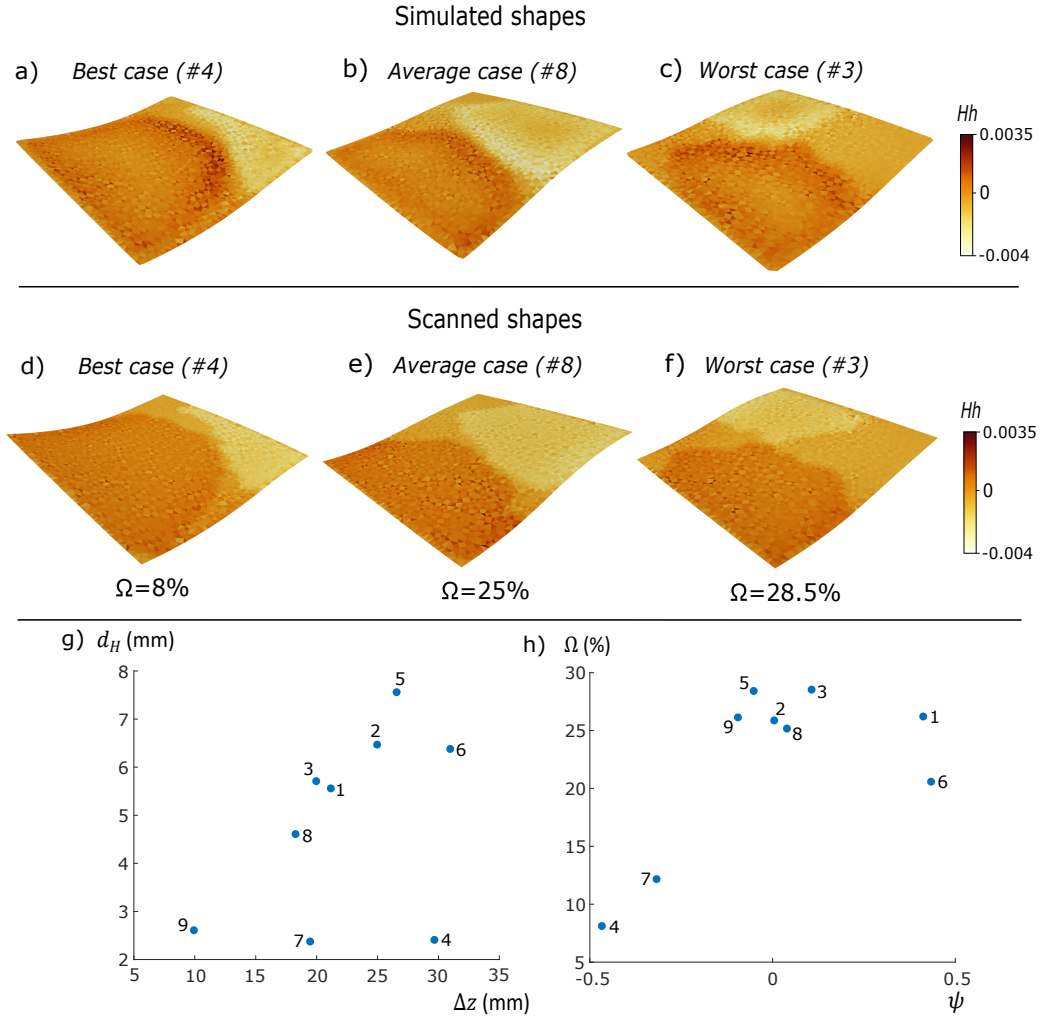 Simulated shapes
a) Best case (#4)
b) Average case (#8)
c) Worst case (#3)
Hh
0.0035
0
-0.004
Scanned shapes
d) Best case (#4)
e) Average case (#8)
f) Worst case (#3)
Hh
0.0035
0
-0.004
Ω=8%
Ω=25%
Ω=28.5%
g) d_H (mm)
8
7
6
5
4
3
2
5 10 15 20 25 30 35
Δz (mm)
5
2
6
3
1
8
9
7
4
h) Ω (%)
30
25
20
15
10
5
-0.5 0 0.5
ψ
5
3
2
1
9
8
6
7
4